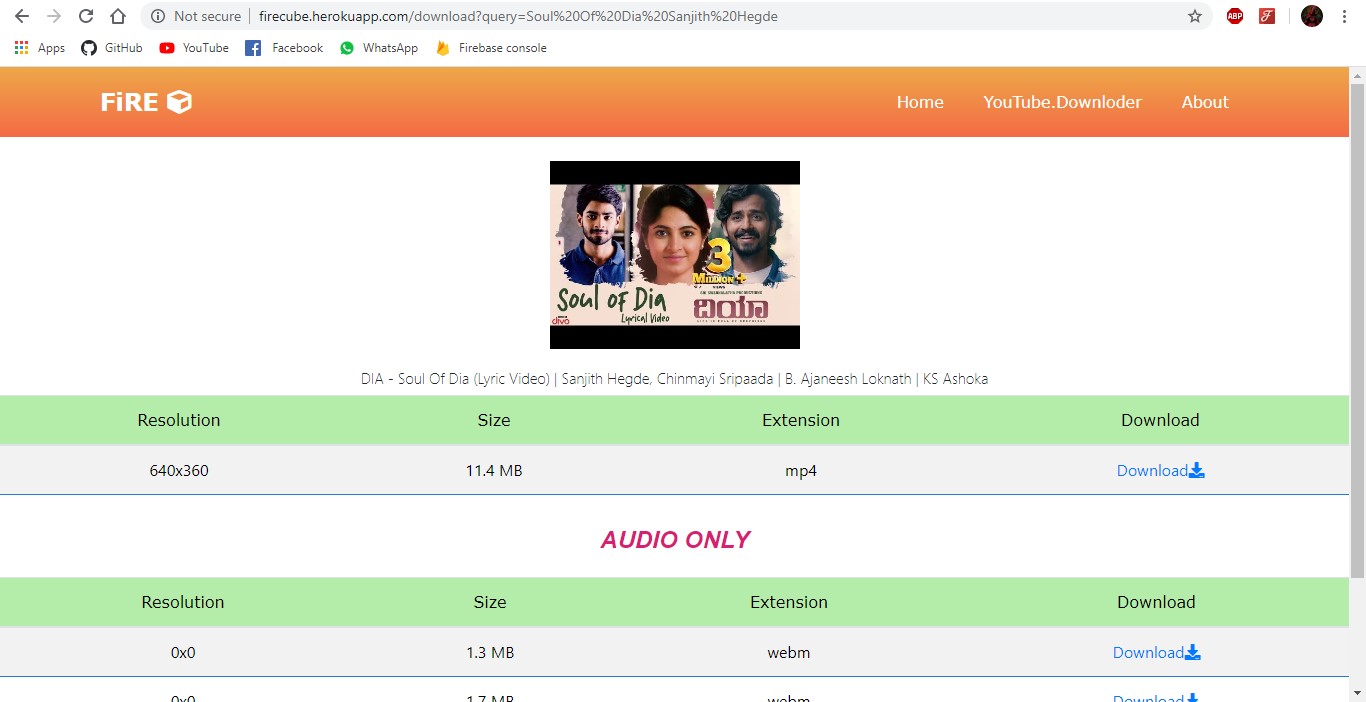 Not secure | firecube.herokuapp.com/download?query=Soul%20Of%20Dia%20Sanjith%20Hegde
ABP
Apps GitHub YouTube Facebook WhatsApp Firebase console
FiRE Home YouTube.Downloder About
3
MILLION+
VIEWS
Soul of Dia
Lyrical Video
ದಿಯಾ
divo
DIA - Soul Of Dia (Lyric Video) | Sanjith Hegde, Chinmayi Sripaada | B. Ajaneesh Loknath | KS Ashoka
Resolution Size Extension Download
640x360 11.4 MB mp4 Download
AUDIO ONLY
Resolution Size Extension Download
0x0 1.3 MB webm Download
0x0 1.7 MB webm Download